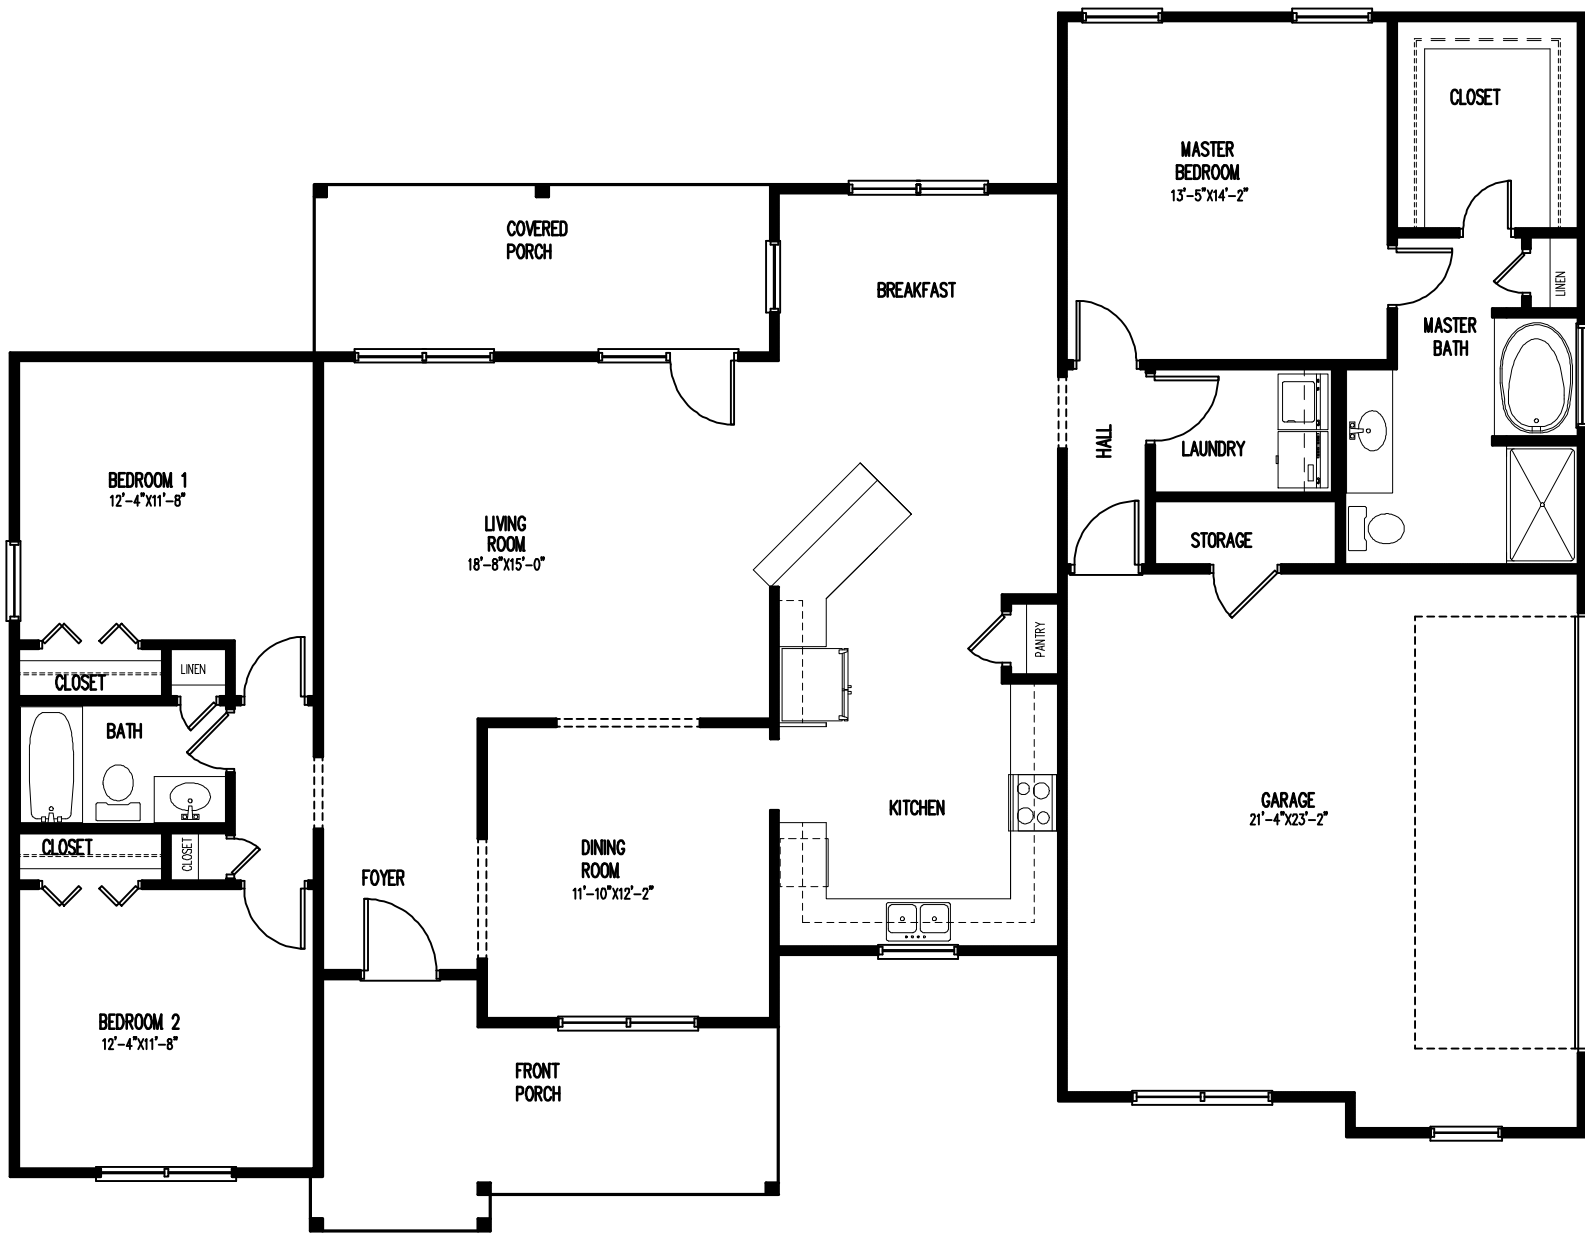 CLOSET
MASTER
BEDROOM
13'-5"X14'-2"
COVERED
PORCH
BREAKFAST
LINEN
MASTER
BATH
HALL
LAUNDRY
BEDROOM 1
12'-4"X11'-8"
LIVING
ROOM
18'-8"X15'-0"
STORAGE
PANTRY
LINEN
CLOSET
BATH
GARAGE
21'-4"X23'-2"
KITCHEN
CLOSET
CLOSET
DINING
ROOM
11'-10"X12'-2"
FOYER
BEDROOM 2
12'-4"X11'-8"
FRONT
PORCH